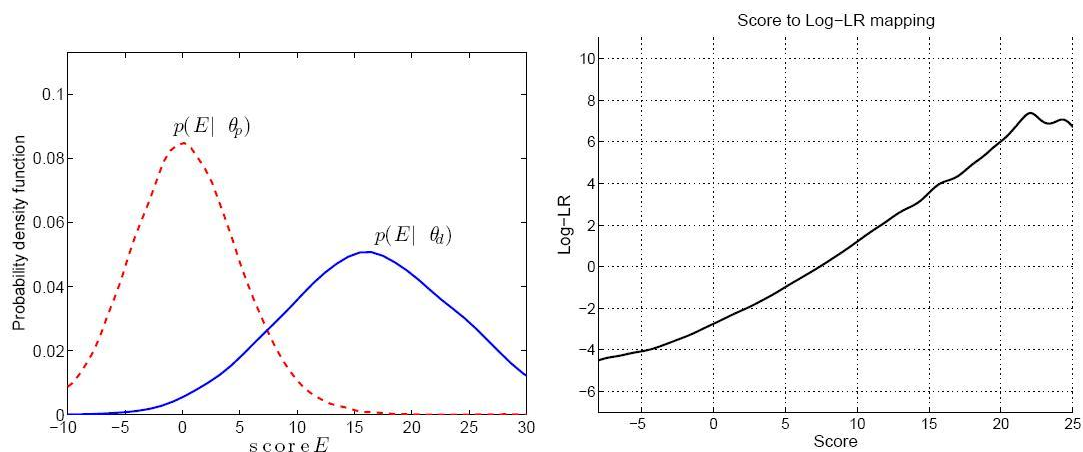 Score to Log−LR mapping
Probability density function
0.1
0.08
0.06
0.04
0.02
0
p(E| θp)
p(E| θd)
−10 −5 0 5 10 15 20 25 30
score E
Log−LR
10
8
6
4
2
0
−2
−4
−6
−5 0 5 10 15 20 25
Score